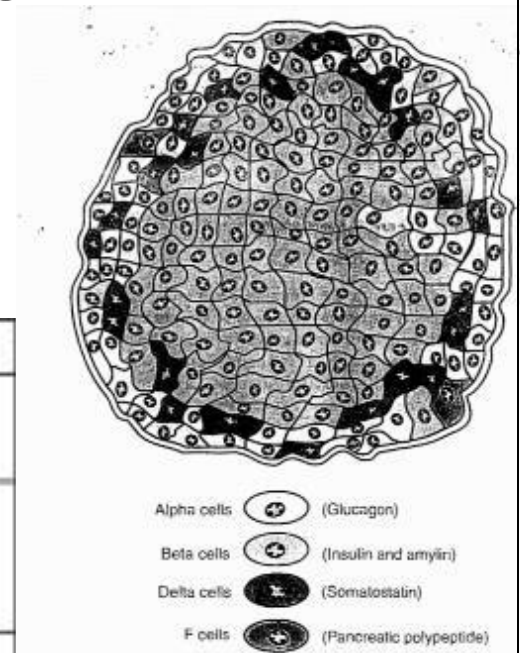 Alpha cells (Glucagon)
Beta cells (Insulin and amylin)
Delta cells (Somatostatin)
F cells (Pancreatic polypeptide)